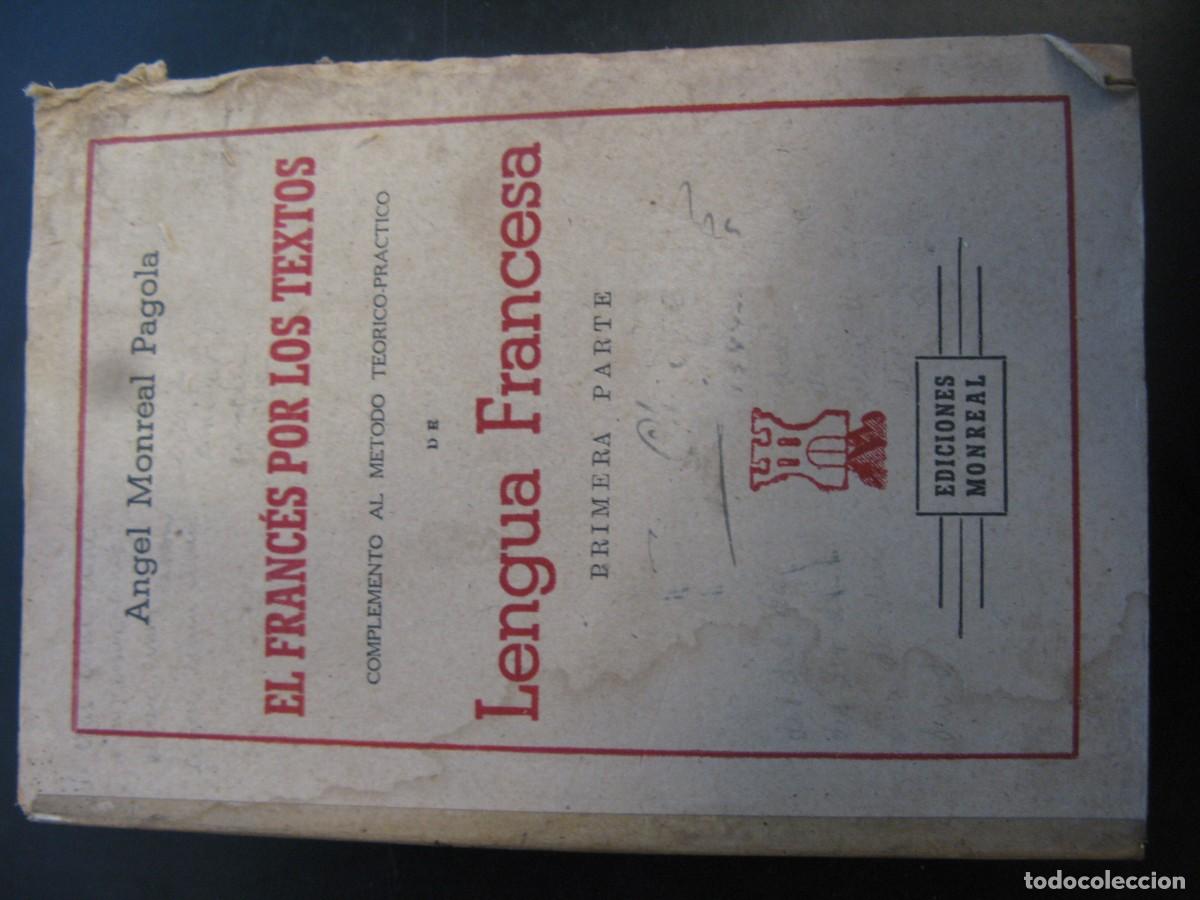 Angel Monreal Pagola
EL FRANCÉS POR LOS TEXTOS
COMPLEMENTO AL METODO TEORICO-PRACTICO
DE
Lengua Francesa
PRIMERA PARTE
EDICIONES
MONREAL
todocoleccion